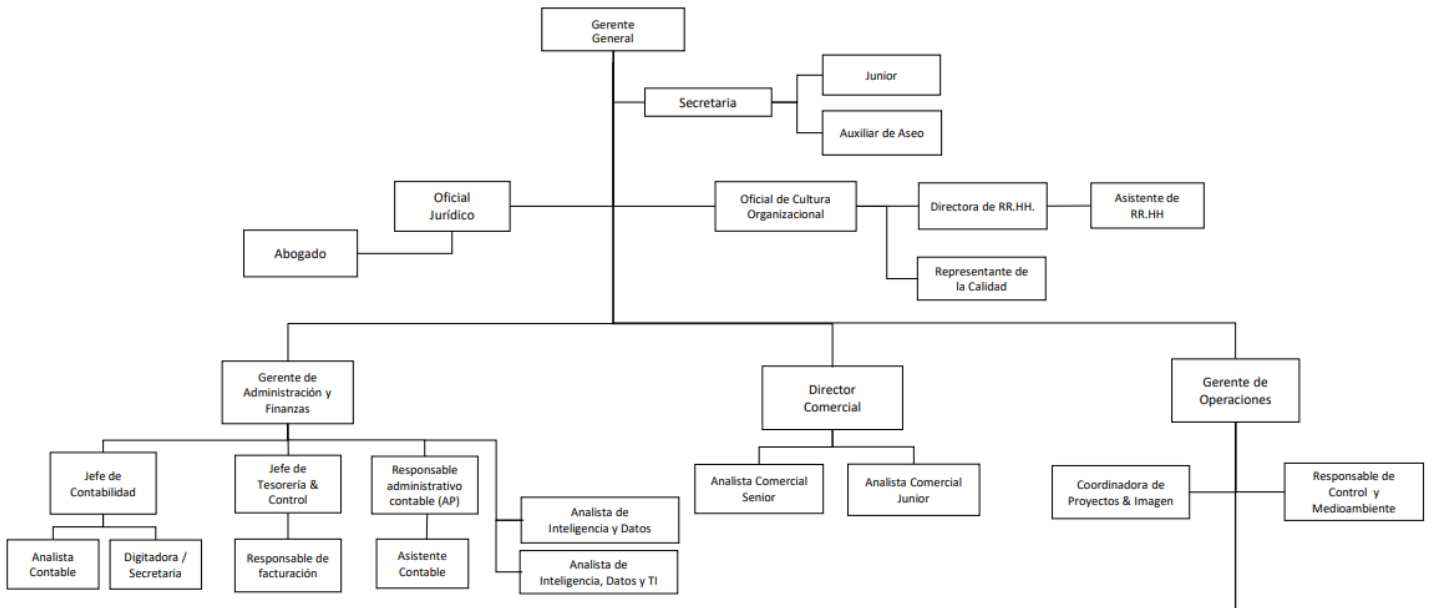 Gerente
General
Junior
Secretaria
Auxiliar de Aseo
Oficial
Jurídico
Oficial de Cultura
Organizacional
Directora de RR.HH.
Asistente de
RR.HH
Abogado
Representante de
la Calidad
Gerente de
Administración y
Finanzas
Director
Comercial
Gerente de
Operaciones
Jefe de
Contabilidad
Jefe de
Tesorería &
Control
Responsable
administrativo
contable (AP)
Analista Comercial
Senior
Analista Comercial
Junior
Coordinadora de
Proyectos & Imagen
Responsable de
Control y
Medioambiente
Analista de
Inteligencia y Datos
Analista
Contable
Digitadora /
Secretaria
Responsable de
facturación
Asistente
Contable
Analista de
Inteligencia, Datos y TI